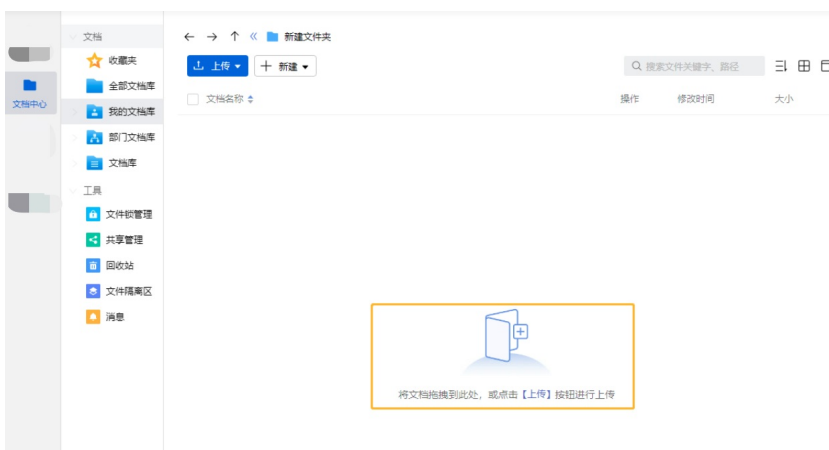 文档
收藏夹
全部文档库
文档中心
我的文档库
部门文档库
文档库
工具
文件锁管理
共享管理
回收站
文件隔离区
消息
新建文件夹
上传
新建
搜索文件关键字、路径
文档名称
操作
修改时间
大小
将文档拖拽到此处，或点击【上传】按钮进行上传